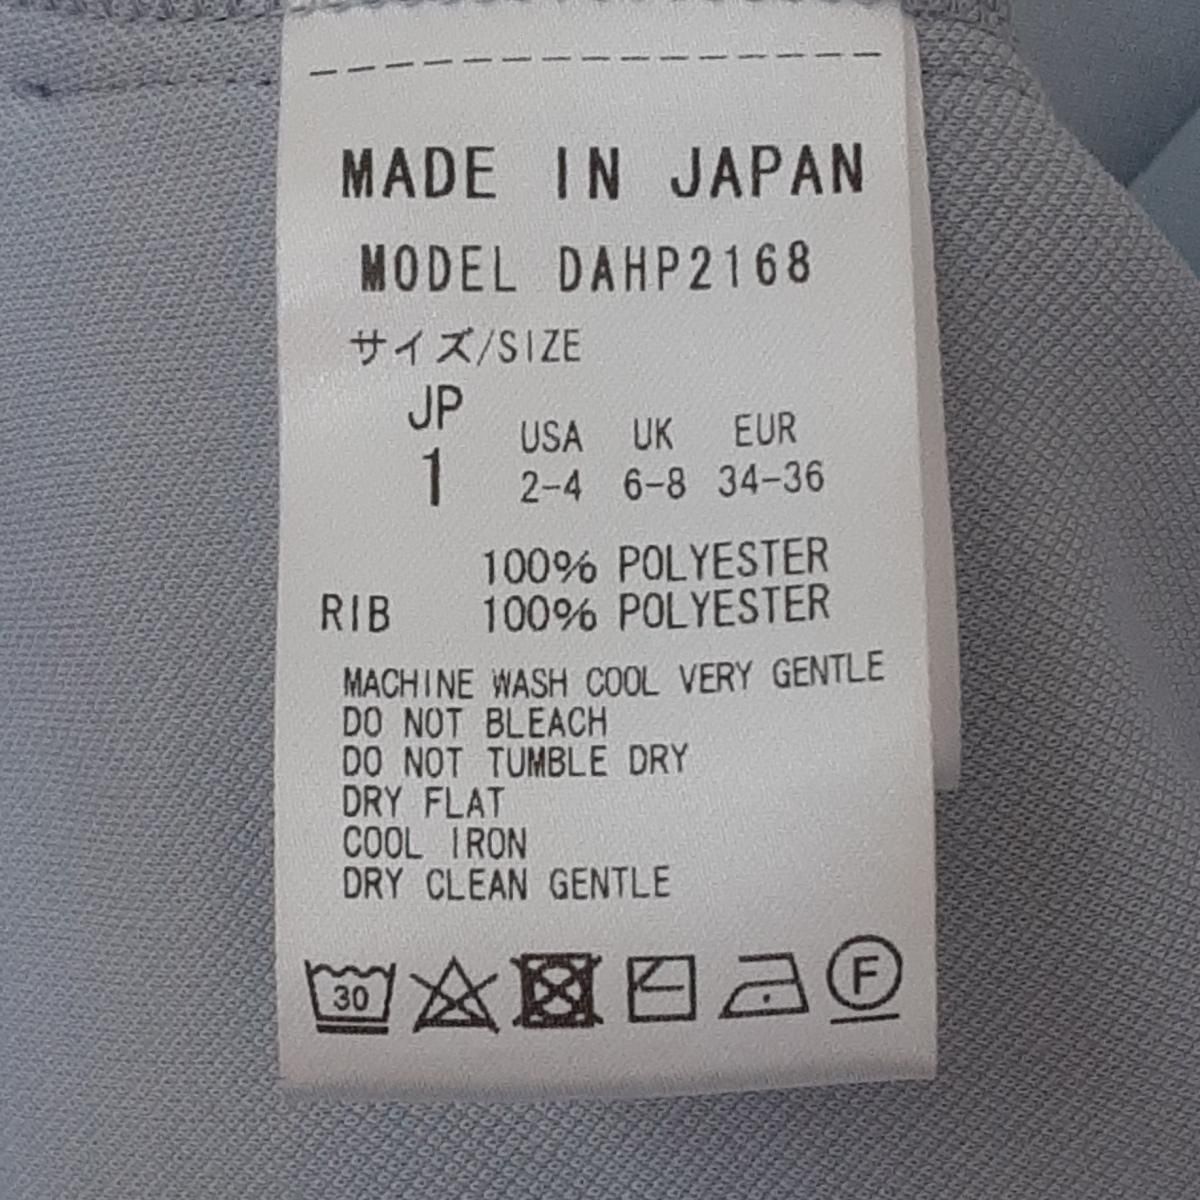 MADE IN JAPAN
MODEL DAHP2168
サイズ/SIZE
JP USA UK EUR
1 2-4 6-8 34-36
100% POLYESTER
RIB 100% POLYESTER
MACHINE WASH COOL VERY GENTLE
DO NOT BLEACH
DO NOT TUMBLE DRY
DRY FLAT
COOL IRON
DRY CLEAN GENTLE
30 F